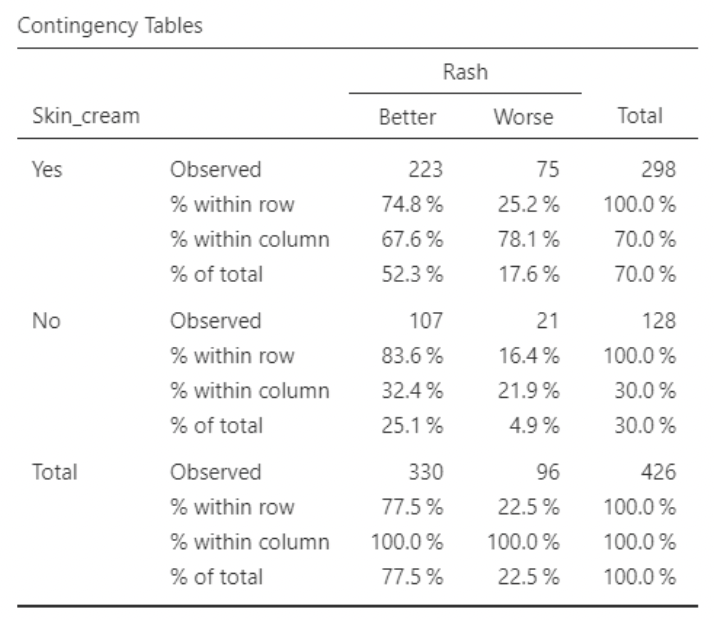 Contingency Tables
Rash
Skin_cream Better Worse Total
Yes Observed 223 75 298
% within row 74.8 % 25.2 % 100.0 %
% within column 67.6 % 78.1 % 70.0 %
% of total 52.3 % 17.6 % 70.0 %
No Observed 107 21 128
% within row 83.6 % 16.4 % 100.0 %
% within column 32.4 % 21.9 % 30.0 %
% of total 25.1 % 4.9 % 30.0 %
Total Observed 330 96 426
% within row 77.5 % 22.5 % 100.0 %
% within column 100.0 % 100.0 % 100.0 %
% of total 77.5 % 22.5 % 100.0 %